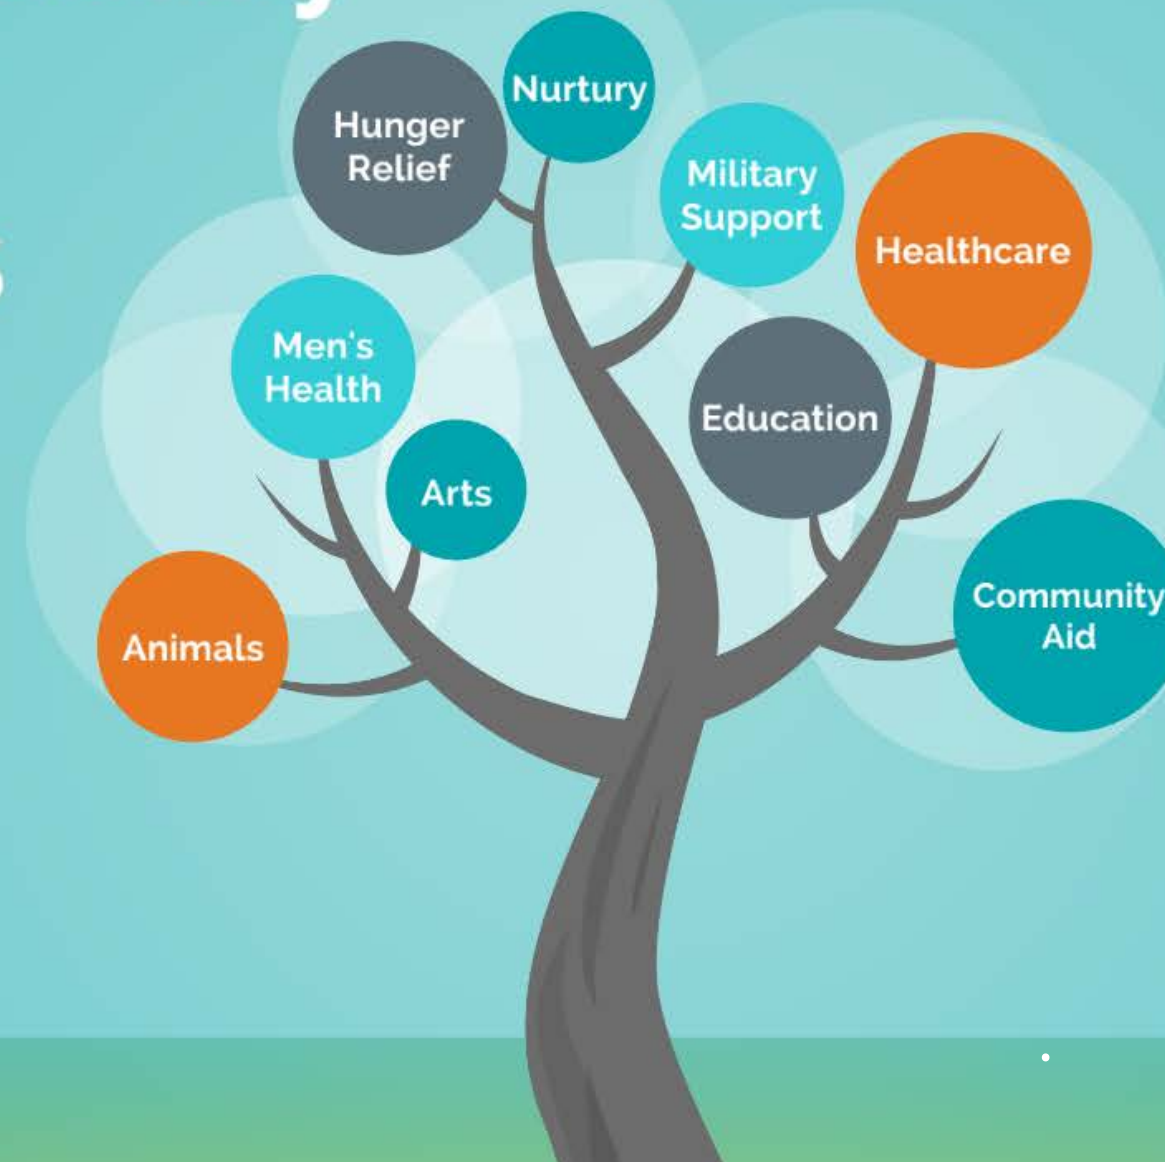 Nurtury
Hunger
Relief
Military
Support
Healthcare
Men's
Health
Education
Arts
Community
Aid
Animals